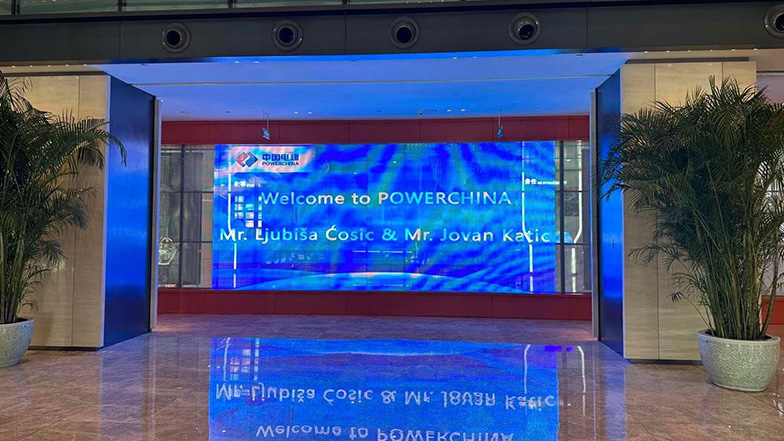 中国电建
POWERCHINA
Welcome to POWERCHINA
Mr. Ljubiša Ćosic & Mr. Jovan Katic